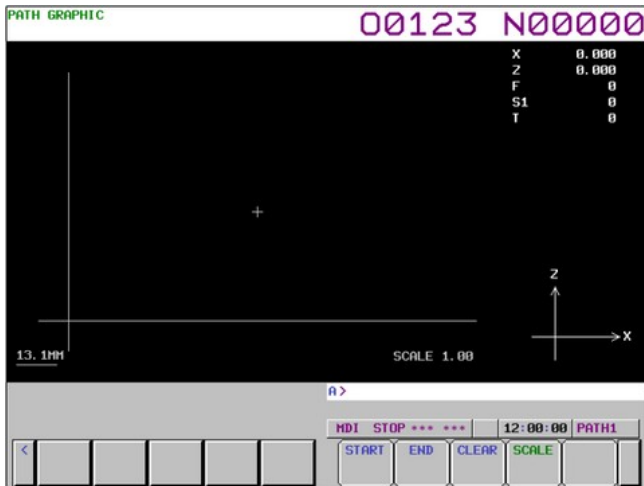 PATH GRAPHIC O0123 N00000
X 0.000
Z 0.000
F 0
S1 0
T 0
Z
X
13.1MM SCALE 1.00
A>
MDI STOP *** *** 12:00:00 PATH1
< START END CLEAR SCALE